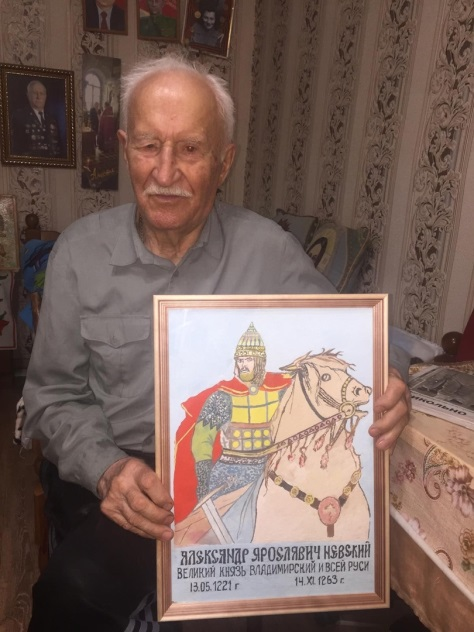 АЛЕКСАНДР ЯРОСЛАВИЧ НЕВСКИЙ
ВЕЛИКИЙ КНЯЗЬ ВЛАДИМИРСКИЙ И ВСЕЙ РУСИ
13.05.1221 г. 14.XI.1263 г.